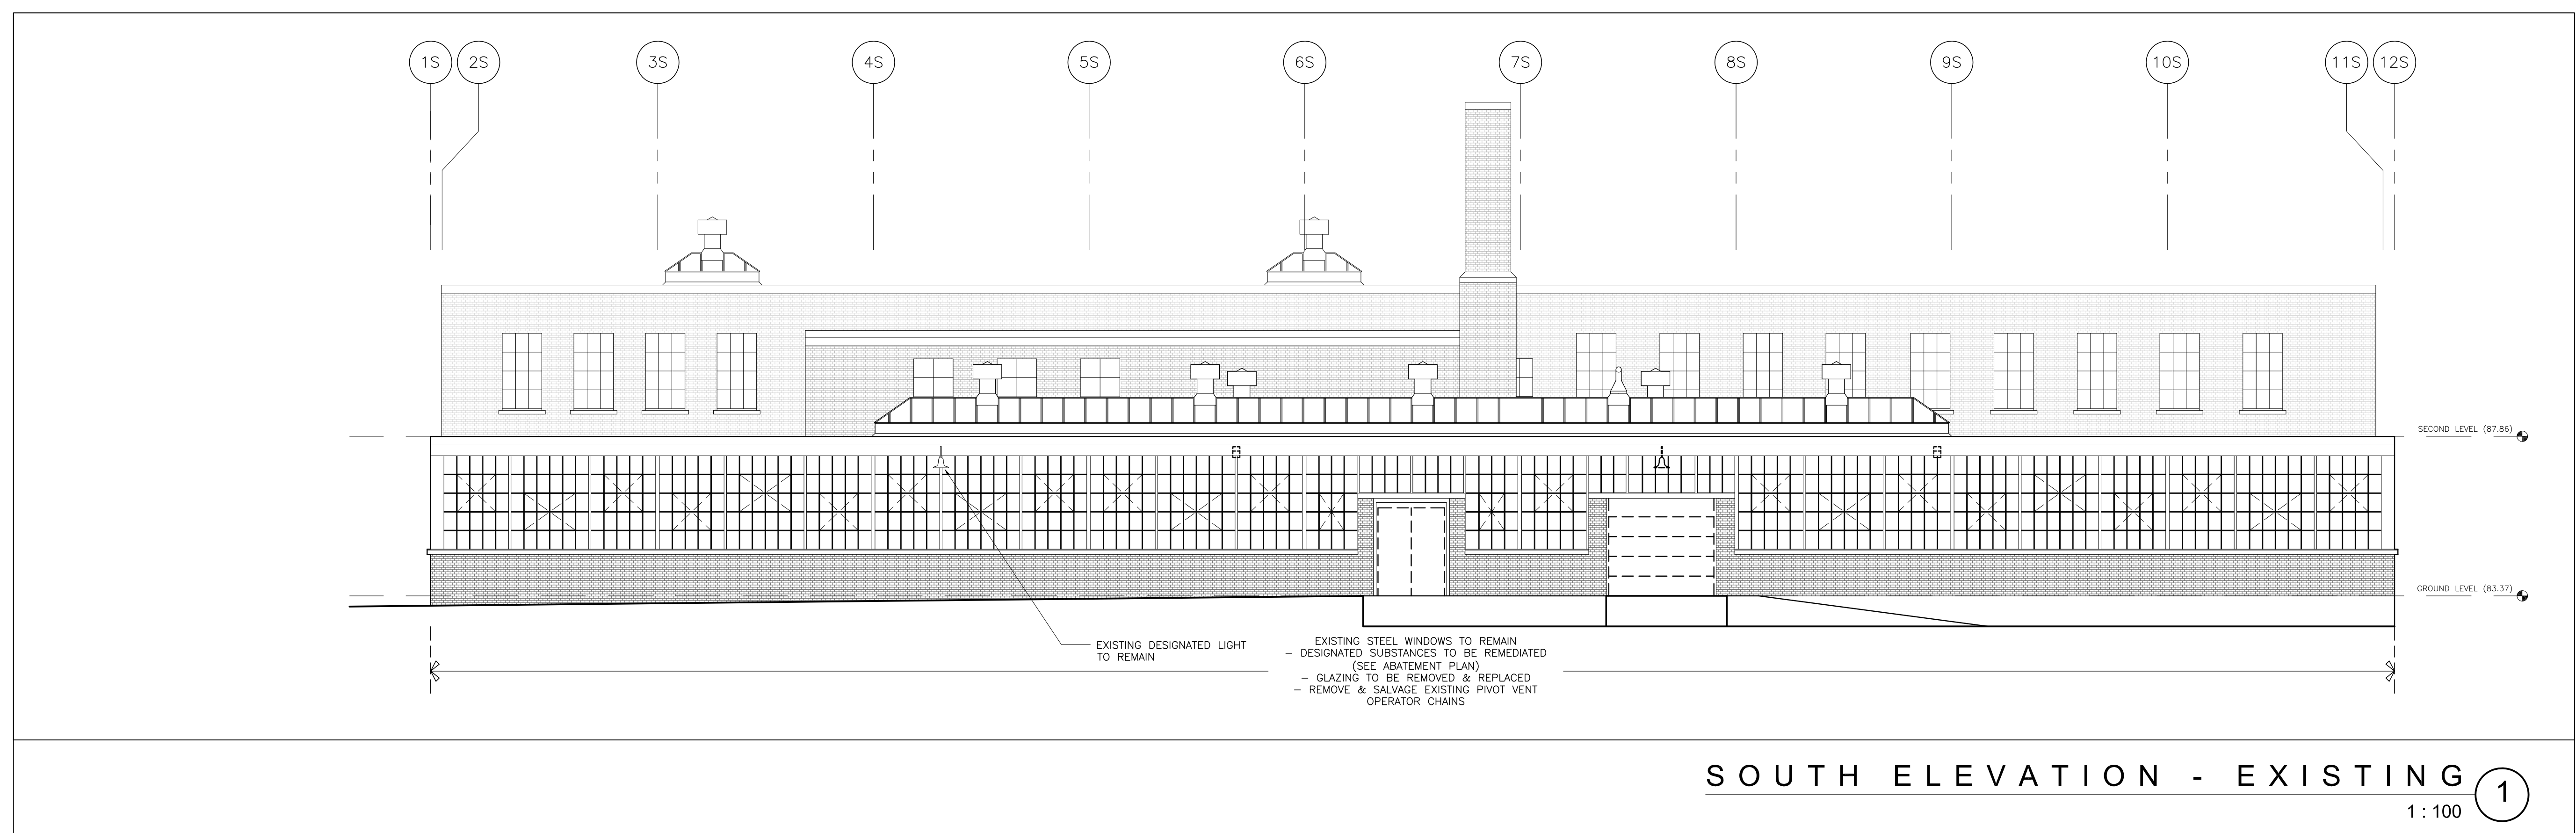 1S 2S 3S 4S 5S 6S 7S 8S 9S 10S 11S 12S
SECOND LEVEL (87.86)
GROUND LEVEL (83.37)
EXISTING DESIGNATED LIGHT
TO REMAIN
EXISTING STEEL WINDOWS TO REMAIN
– DESIGNATED SUBSTANCES TO BE REMEDIATED
(SEE ABATEMENT PLAN)
– GLAZING TO BE REMOVED & REPLACED
– REMOVE & SALVAGE EXISTING PIVOT VENT
OPERATOR CHAINS
SOUTH ELEVATION - EXISTING 1
1 : 100